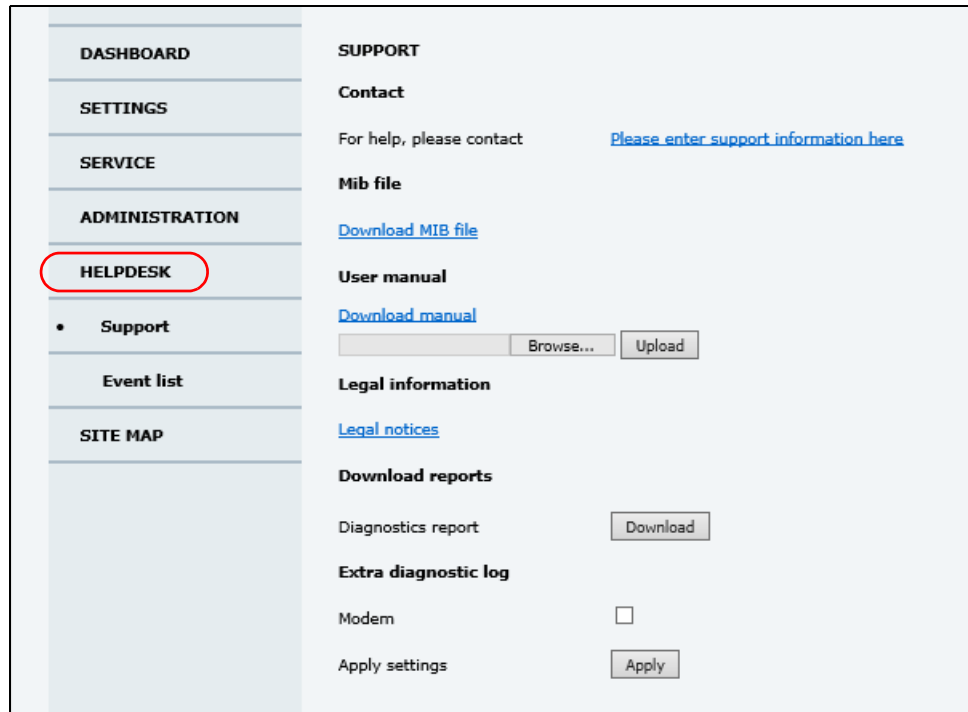 DASHBOARD
SETTINGS
SERVICE
ADMINISTRATION
HELPDESK
• Support
Event list
SITE MAP
SUPPORT
Contact
For help, please contact Please enter support information here
Mib file
Download MIB file
User manual
Download manual
Browse... Upload
Legal information
Legal notices
Download reports
Diagnostics report Download
Extra diagnostic log
Modem
Apply settings Apply